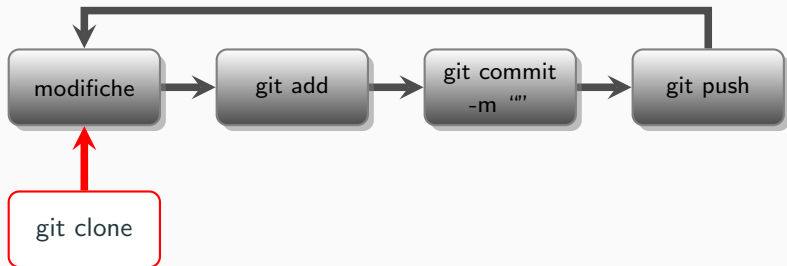 modifiche
git add
git commit
-m “”
git push
git clone